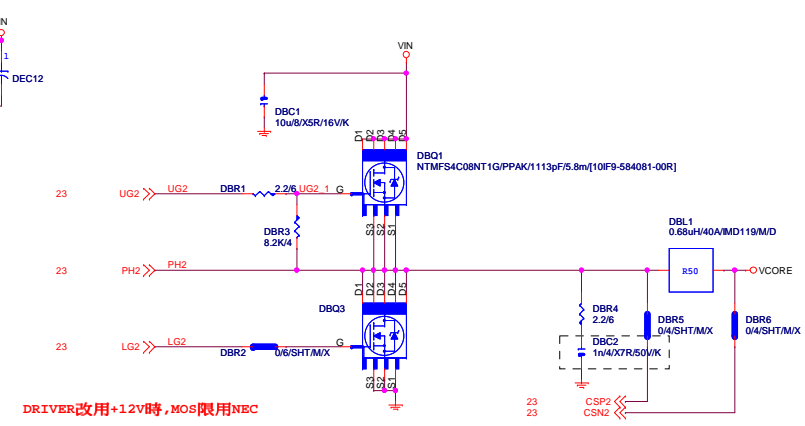 IN
1
DEC12
VIN
DBC1
10u/8/X5R/16V/K
D1
D2
D3
D4
D5
DBQ1
NTMFS4C08NT1G/PPAK/1113pF/5.8m/[10IF9-584081-00R]
23
UG2
UG2
DBR1
2.2/6
UG2_1
G
S3
S2
S1
DBR3
8.2K/4
DBL1
0.68uH/40A/IMD119/M/D
23
PH2
PH2
R50
VCORE
D1
D2
D3
D4
D5
DBQ3
DBR4
2.2/6
DBR5
0/4/SHT/M/X
DBR6
0/4/SHT/M/X
23
LG2
LG2
DBR2
0/6/SHT/M/X
G
DBC2
1n/4/X7R/50V/K
S3
S2
S1
23
CSP2
23
CSN2
DRIVER改用+12V時,MOS限用NEC